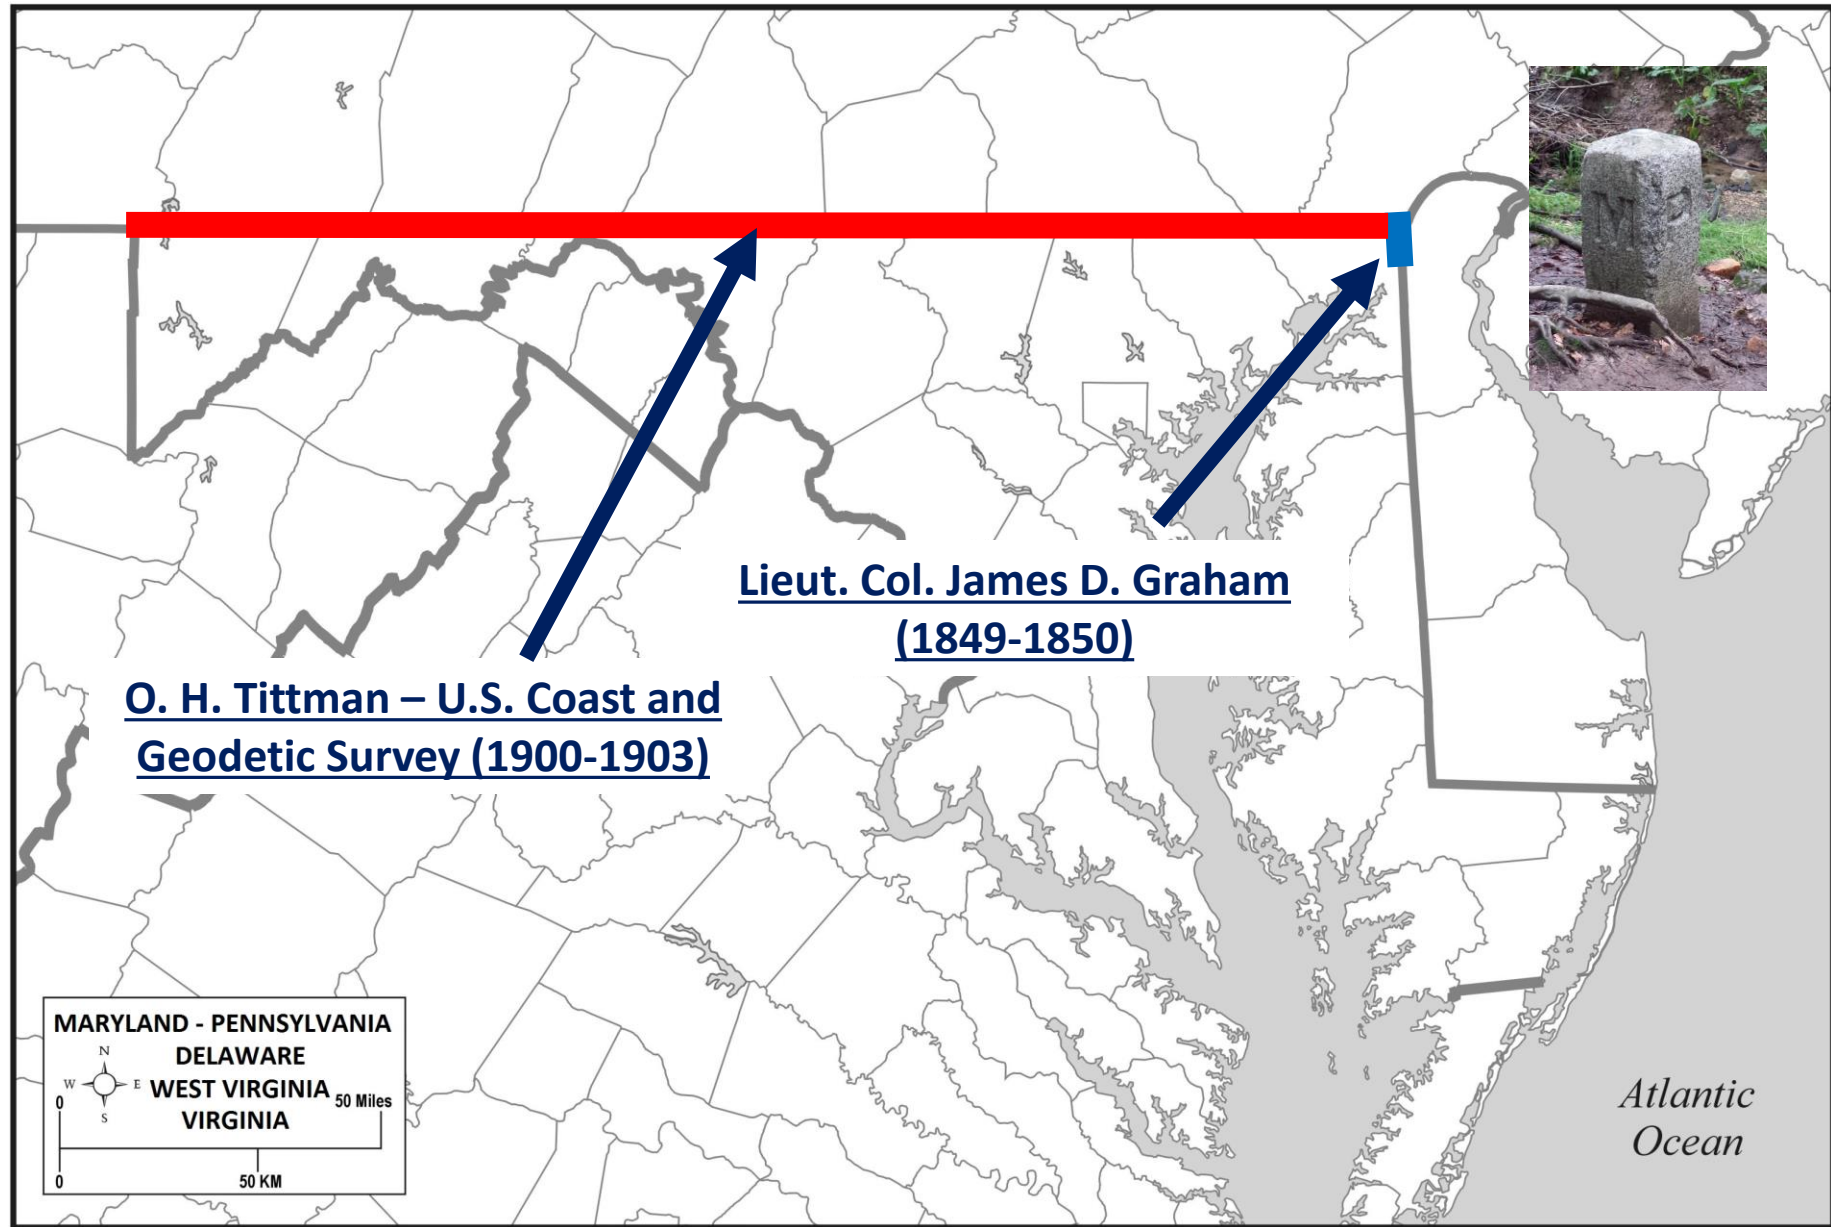 M
P
Lieut. Col. James D. Graham
(1849-1850)
O. H. Tittman – U.S. Coast and
Geodetic Survey (1900-1903)
MARYLAND - PENNSYLVANIA
DELAWARE
WEST VIRGINIA
VIRGINIA
N
W E
S
0 50 Miles
0 50 KM
Atlantic
Ocean